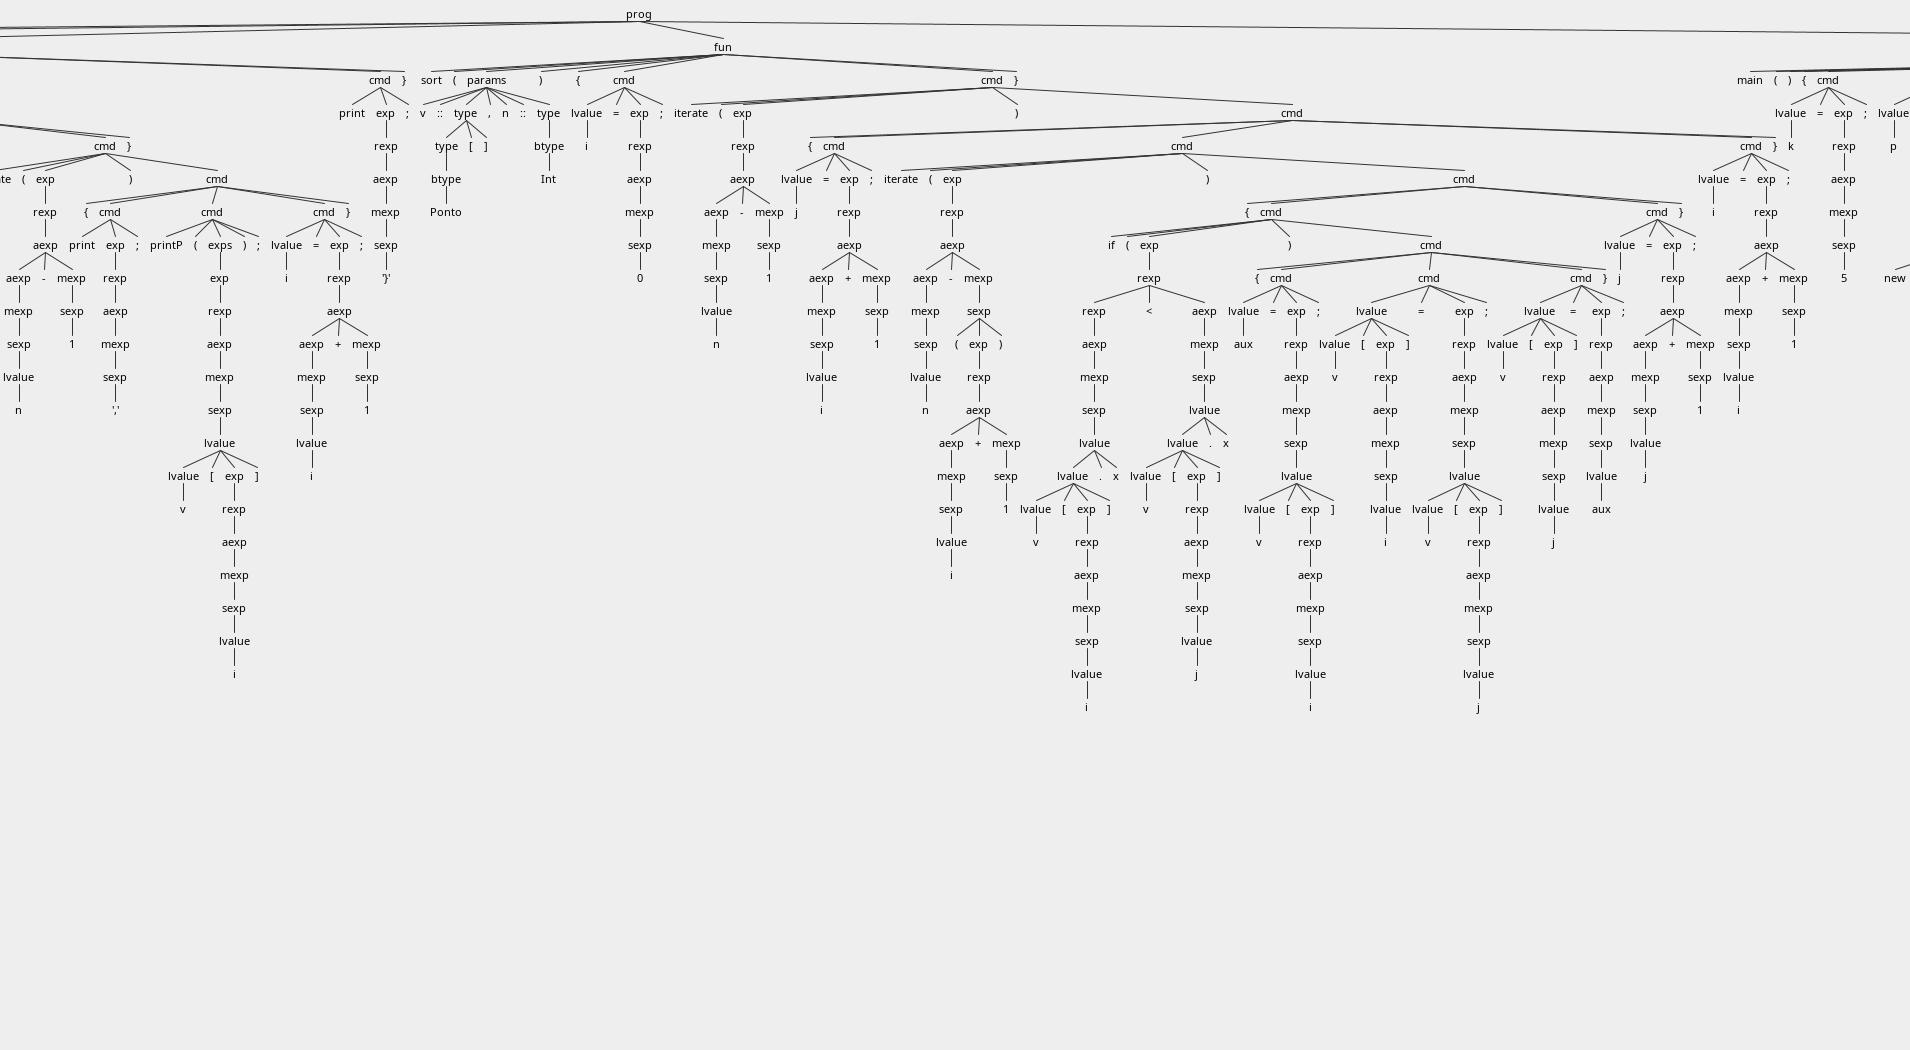 prog
fun
cmd } sort ( params ) { cmd cmd } main ( ) { cmd
print exp ; v :: type , n :: type lvalue = exp ; iterate ( exp ) cmd lvalue = exp ; lvalue
cmd } rexp type [ ] btype i rexp rexp { cmd cmd cmd } k rexp p
( exp ) cmd aexp btype Int aexp aexp lvalue = exp ; iterate ( exp ) cmd lvalue = exp ; aexp
rexp { cmd cmd cmd } mexp Ponto mexp aexp - mexp j rexp rexp { cmd cmd } i rexp mexp
aexp print exp ; printP ( exps ) ; lvalue = exp ; sexp sexp mexp sexp aexp aexp if ( exp ) cmd lvalue = exp ; aexp sexp
aexp - mexp rexp exp i rexp '}' 0 sexp 1 aexp + mexp aexp - mexp rexp { cmd cmd cmd } j rexp aexp + mexp 5 new
mexp sexp aexp rexp aexp lvalue mexp sexp mexp sexp rexp < aexp lvalue = exp ; lvalue = exp ; lvalue = exp ; aexp mexp sexp
sexp 1 mexp aexp aexp + mexp n sexp 1 sexp ( exp ) aexp mexp aux rexp lvalue [ exp ] rexp lvalue [ exp ] rexp aexp + mexp sexp 1
lvalue sexp mexp mexp sexp lvalue lvalue rexp mexp sexp aexp v rexp aexp v rexp aexp mexp sexp lvalue
n ',' sexp sexp 1 i n aexp sexp lvalue mexp aexp mexp aexp mexp sexp 1 i
lvalue lvalue aexp + mexp lvalue lvalue . x sexp mexp sexp mexp sexp lvalue
lvalue [ exp ] i mexp sexp lvalue . x lvalue [ exp ] lvalue sexp lvalue sexp lvalue j
v rexp sexp 1 lvalue [ exp ] v rexp lvalue [ exp ] lvalue lvalue [ exp ] lvalue aux
aexp lvalue v rexp aexp v rexp i v rexp j
mexp i aexp mexp aexp aexp
sexp mexp sexp mexp mexp
lvalue sexp lvalue sexp sexp
i lvalue j lvalue lvalue
i i j